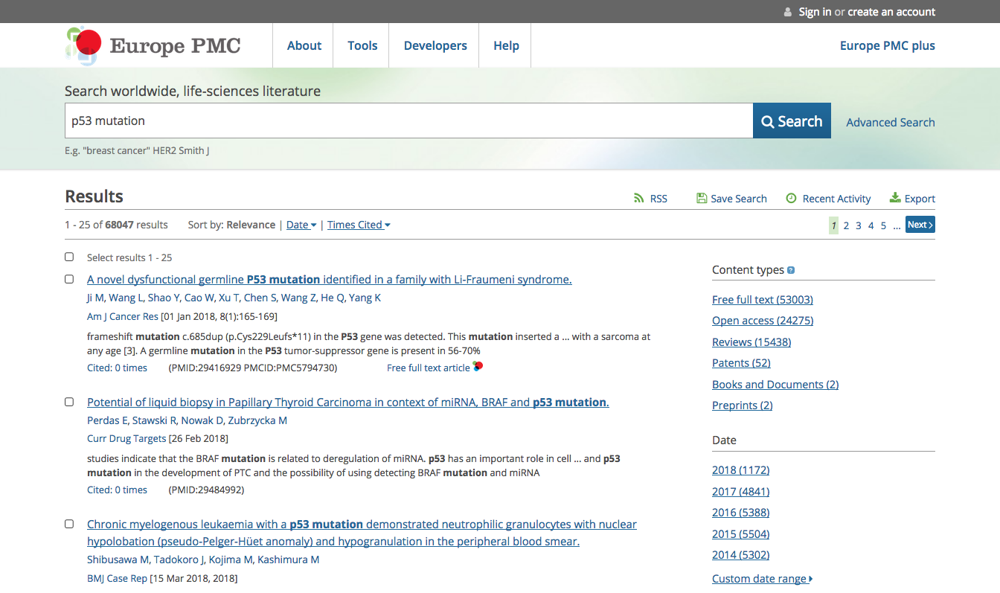 Sign in or create an account
Europe PMC
About
Tools
Developers
Help
Europe PMC plus
Search worldwide, life-sciences literature
p53 mutation
Search
Advanced Search
E.g. "breast cancer" HER2 Smith J
Results
RSS
Save Search
Recent Activity
Export
1 - 25 of 68047 results
Sort by: Relevance | Date | Times Cited
1 2 3 4 5 ... Next
Select results 1 - 25
A novel dysfunctional germline P53 mutation identified in a family with Li-Fraumeni syndrome.
Ji M, Wang L, Shao Y, Cao W, Xu T, Chen S, Wang Z, He Q, Yang K
Am J Cancer Res [01 Jan 2018, 8(1):165-169]
frameshift mutation c.685dup (p.Cys229Leufs*11) in the P53 gene was detected. This mutation inserted a ... with a sarcoma at
any age [3]. A germline mutation in the P53 tumor-suppressor gene is present in 56-70%
Cited: 0 times (PMID:29416929 PMCID:PMC5794730) Free full text article
Potential of liquid biopsy in Papillary Thyroid Carcinoma in context of miRNA, BRAF and p53 mutation.
Perdas E, Stawski R, Nowak D, Zubrzycka M
Curr Drug Targets [26 Feb 2018]
studies indicate that the BRAF mutation is related to deregulation of miRNA. p53 has an important role in cell ... and p53
mutation in the development of PTC and the possibility of using detecting BRAF mutation and miRNA
Cited: 0 times (PMID:29484992)
Chronic myelogenous leukaemia with a p53 mutation demonstrated neutrophilic granulocytes with nuclear
hypolobation (pseudo-Pelger-Hüet anomaly) and hypogranulation in the peripheral blood smear.
Shibusawa M, Tadokoro J, Kojima M, Kashimura M
BMJ Case Rep [15 Mar 2018, 2018]
Content types ?
Free full text (53003)
Open access (24275)
Reviews (15438)
Patents (52)
Books and Documents (2)
Preprints (2)
Date
2018 (1172)
2017 (4841)
2016 (5388)
2015 (5504)
2014 (5302)
Custom date range